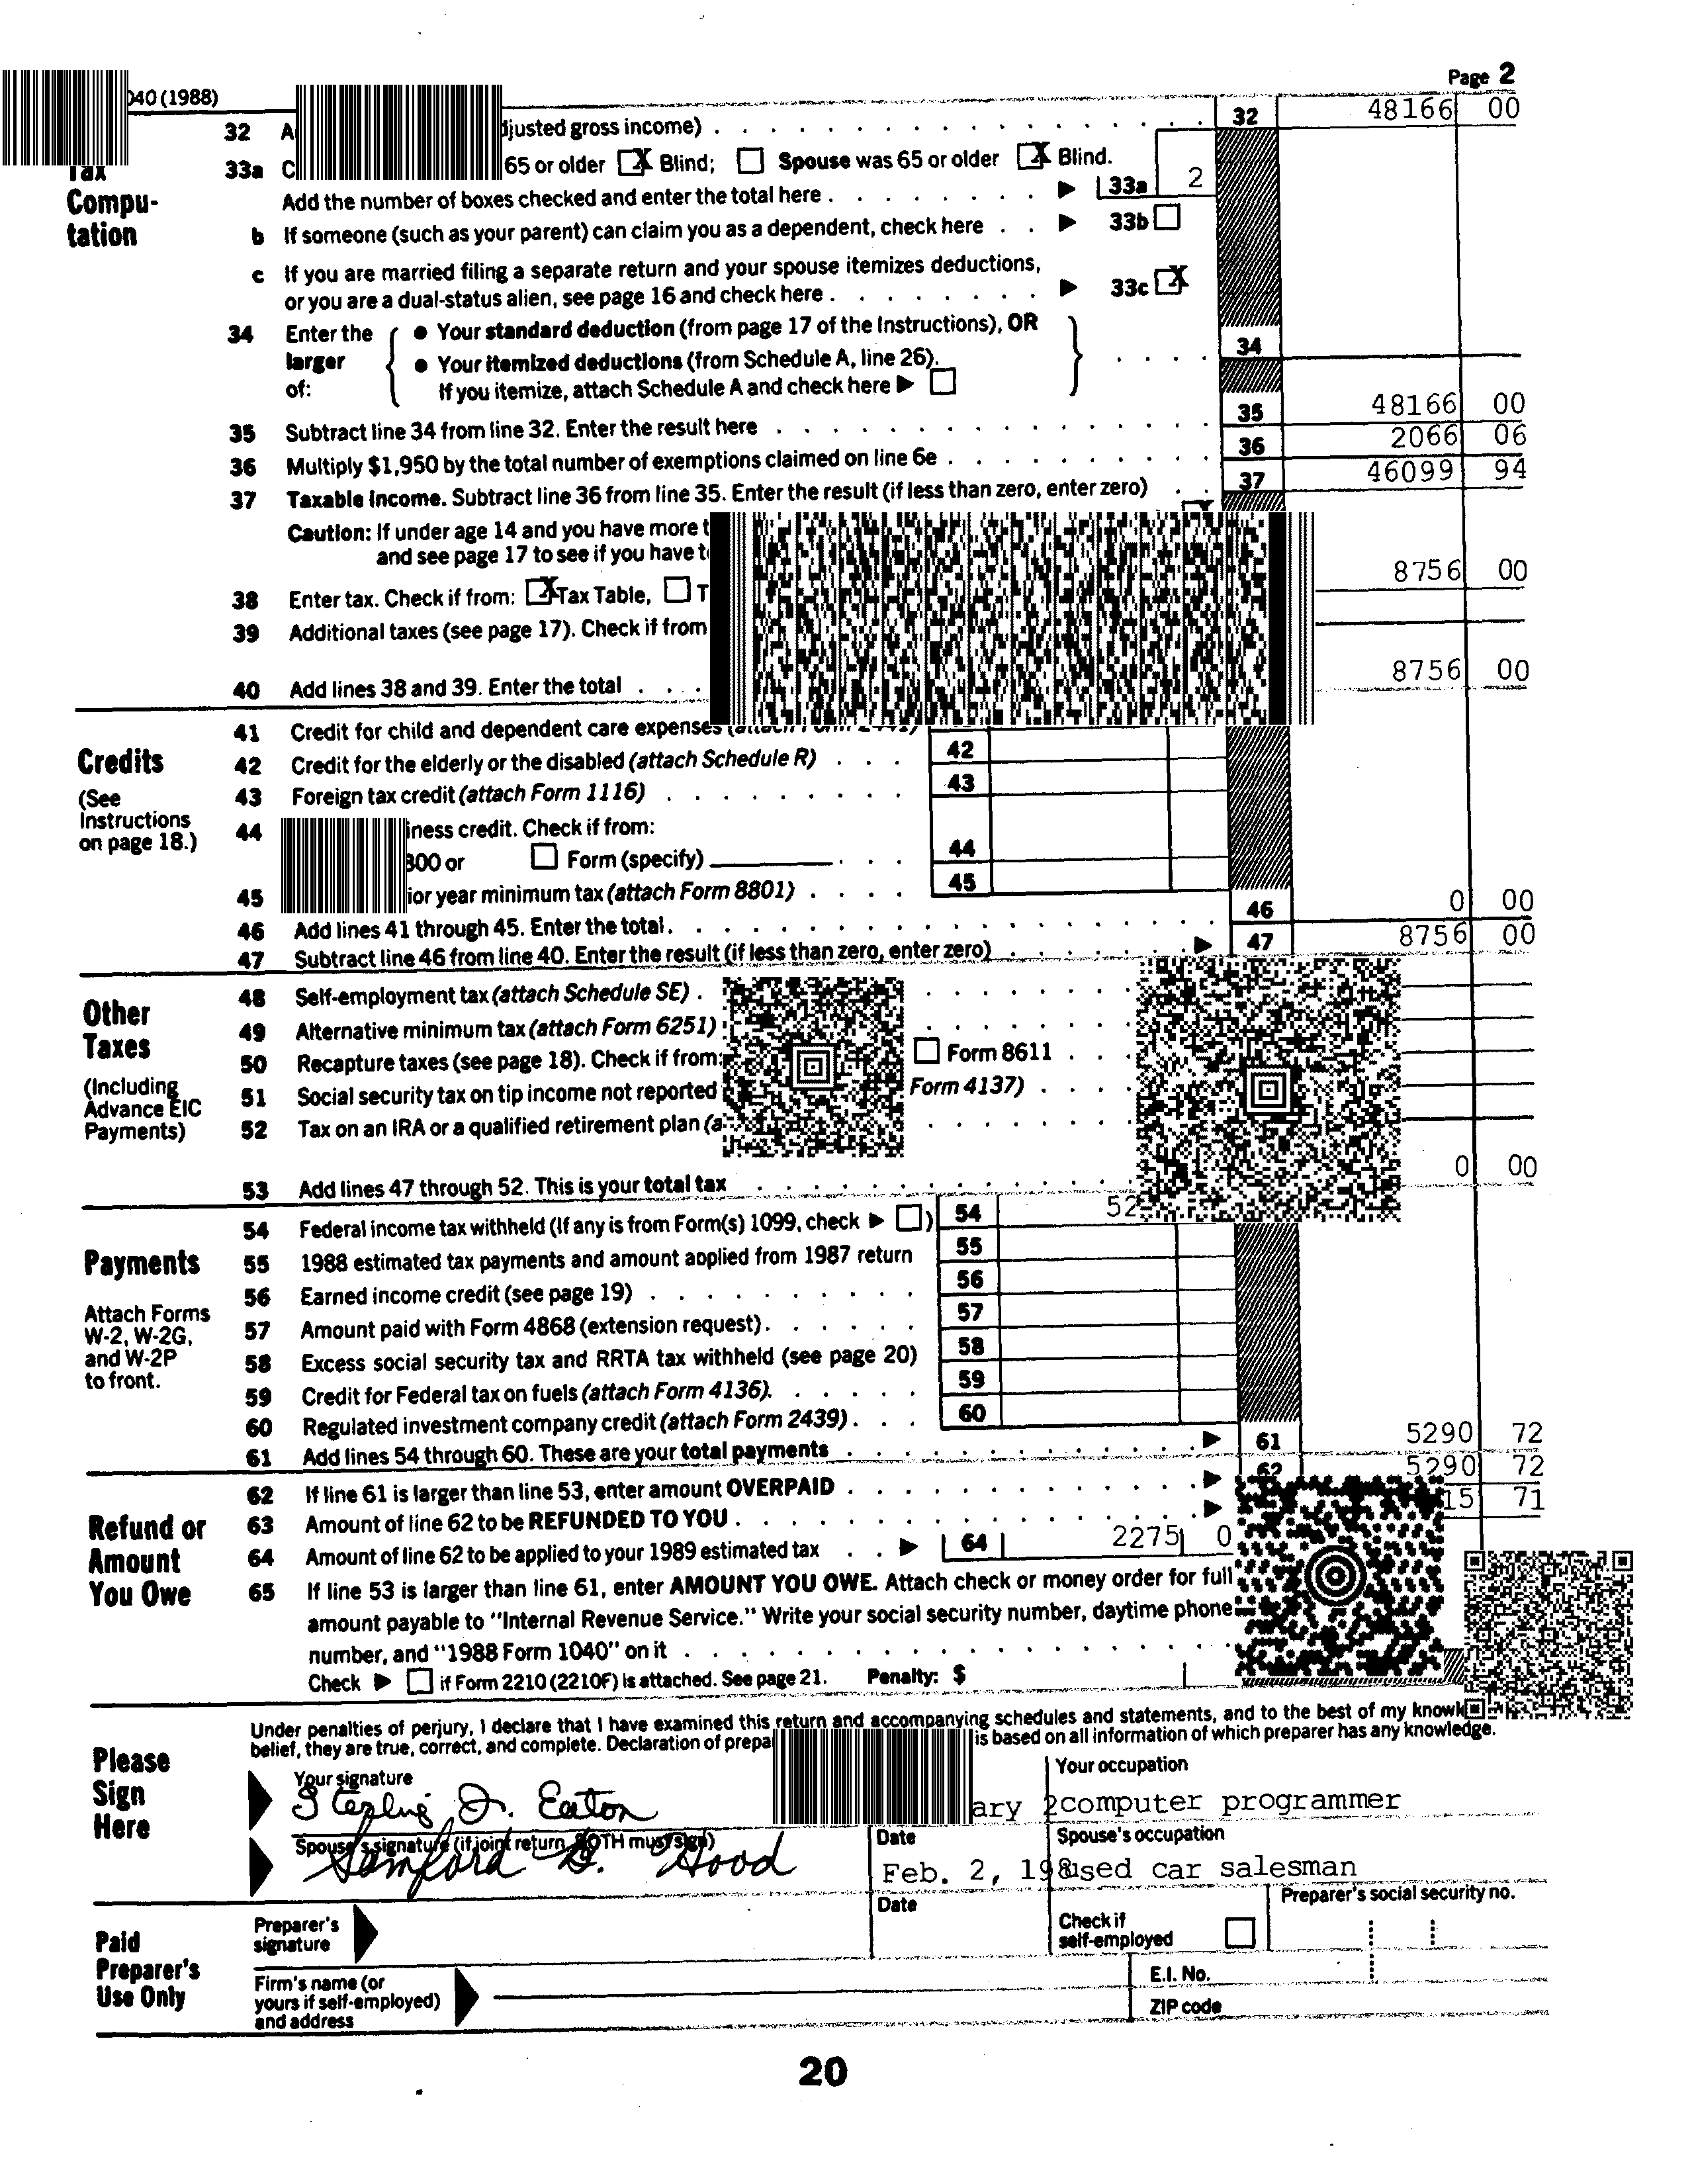 Page 2
040 (1988)
32 A djusted gross income) 32 48166 00
33a C 65 or older X Blind; Spouse was 65 or older X Blind.
Tax
Compu-
tation
Add the number of boxes checked and enter the total here 33a 2
b If someone (such as your parent) can claim you as a dependent, check here 33b
c If you are married filing a separate return and your spouse itemizes deductions,
or you are a dual-status alien, see page 16 and check here 33c X
34 Enter the larger of:
• Your standard deduction (from page 17 of the Instructions), OR
• Your itemized deductions (from Schedule A, line 26).
If you itemize, attach Schedule A and check here
34
35 Subtract line 34 from line 32. Enter the result here 35 48166 00
36 Multiply $1,950 by the total number of exemptions claimed on line 6e 36 2066 06
37 Taxable income. Subtract line 36 from line 35. Enter the result (if less than zero, enter zero) 37 46099 94
Caution: If under age 14 and you have more t
and see page 17 to see if you have t
38 Enter tax. Check if from: X Tax Table, T 8756 00
39 Additional taxes (see page 17). Check if from
40 Add lines 38 and 39. Enter the total 8756 00
Credits
(See
Instructions
on page 18.)
41 Credit for child and dependent care expenses (attach Form 2441)
42 Credit for the elderly or the disabled (attach Schedule R) 42
43 Foreign tax credit (attach Form 1116) 43
44 iness credit. Check if from:
800 or Form (specify) 44
45 ior year minimum tax (attach Form 8801) 45
46 Add lines 41 through 45. Enter the total. 46 0 00
47 Subtract line 46 from line 40. Enter the result (if less than zero, enter zero) 47 8756 00
Other
Taxes
(Including
Advance EIC
Payments)
48 Self-employment tax (attach Schedule SE)
49 Alternative minimum tax (attach Form 6251)
50 Recapture taxes (see page 18). Check if from: Form 8611
51 Social security tax on tip income not reported Form 4137)
52 Tax on an IRA or a qualified retirement plan (a
53 Add lines 47 through 52. This is your total tax 0 00
Payments
Attach Forms
W-2, W-2G,
and W-2P
to front.
54 Federal income tax withheld (If any is from Form(s) 1099, check ) 54 52
55 1988 estimated tax payments and amount applied from 1987 return 55
56 Earned income credit (see page 19) 56
57 Amount paid with Form 4868 (extension request). 57
58 Excess social security tax and RRTA tax withheld (see page 20) 58
59 Credit for Federal tax on fuels (attach Form 4136). 59
60 Regulated investment company credit (attach Form 2439) 60
61 Add lines 54 through 60. These are your total payments 61 5290 72
Refund or
Amount
You Owe
62 If line 61 is larger than line 53, enter amount OVERPAID 62 5290 72
63 Amount of line 62 to be REFUNDED TO YOU 15 71
64 Amount of line 62 to be applied to your 1989 estimated tax 64 2275 0
65 If line 53 is larger than line 61, enter AMOUNT YOU OWE. Attach check or money order for full
amount payable to "Internal Revenue Service." Write your social security number, daytime phone
number, and "1988 Form 1040" on it
Check if Form 2210 (2210F) is attached. See page 21. Penalty: $
Please
Sign
Here
Under penalties of perjury, I declare that I have examined this return and accompanying schedules and statements, and to the best of my knowl
belief, they are true, correct, and complete. Declaration of prepa is based on all information of which preparer has any knowledge.
Your signature Your occupation
Sterling J. Eaton ary 2 computer programmer
Spouse's signature (if joint return, BOTH must sign) Date Spouse's occupation
Samford B. Hood Feb. 2, 198 used car salesman
Paid
Preparer's
Use Only
Preparer's
signature
Date
Check if
self-employed
Preparer's social security no.
Firm's name (or
yours if self-employed)
and address
E.I. No.
ZIP code
20